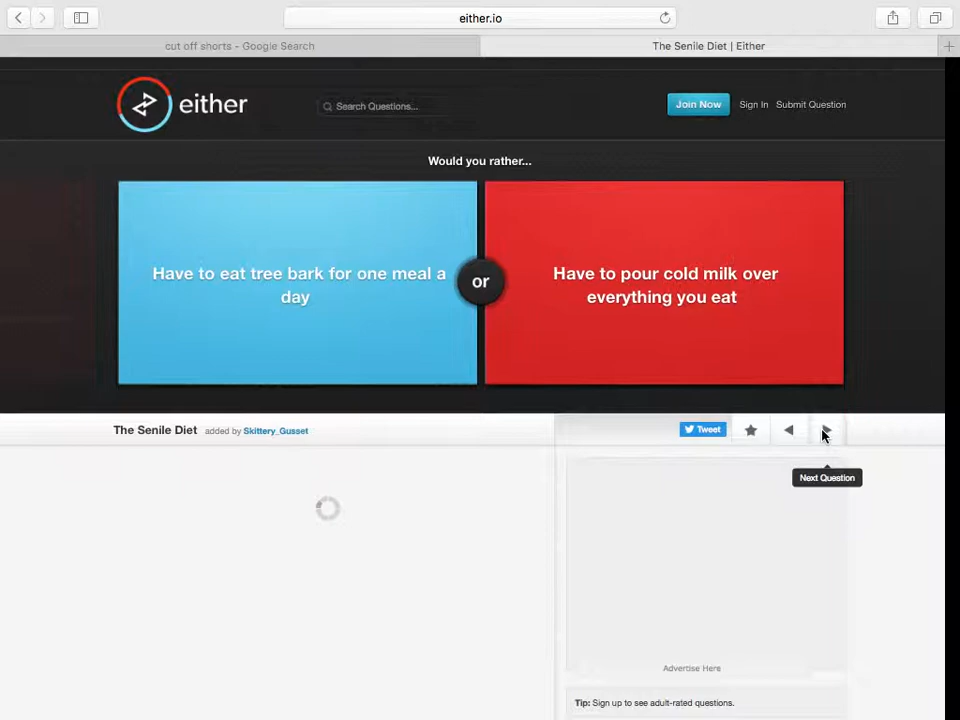 either.io
cut off shorts - Google Search
The Senile Diet | Either
either
Search Questions...
Join Now
Sign In
Submit Question
Would you rather...
Have to eat tree bark for one meal a
day
or
Have to pour cold milk over
everything you eat
The Senile Diet added by Skittery_Gusset
Tweet
Next Question
Advertise Here
Tip: Sign up to see adult-rated questions.